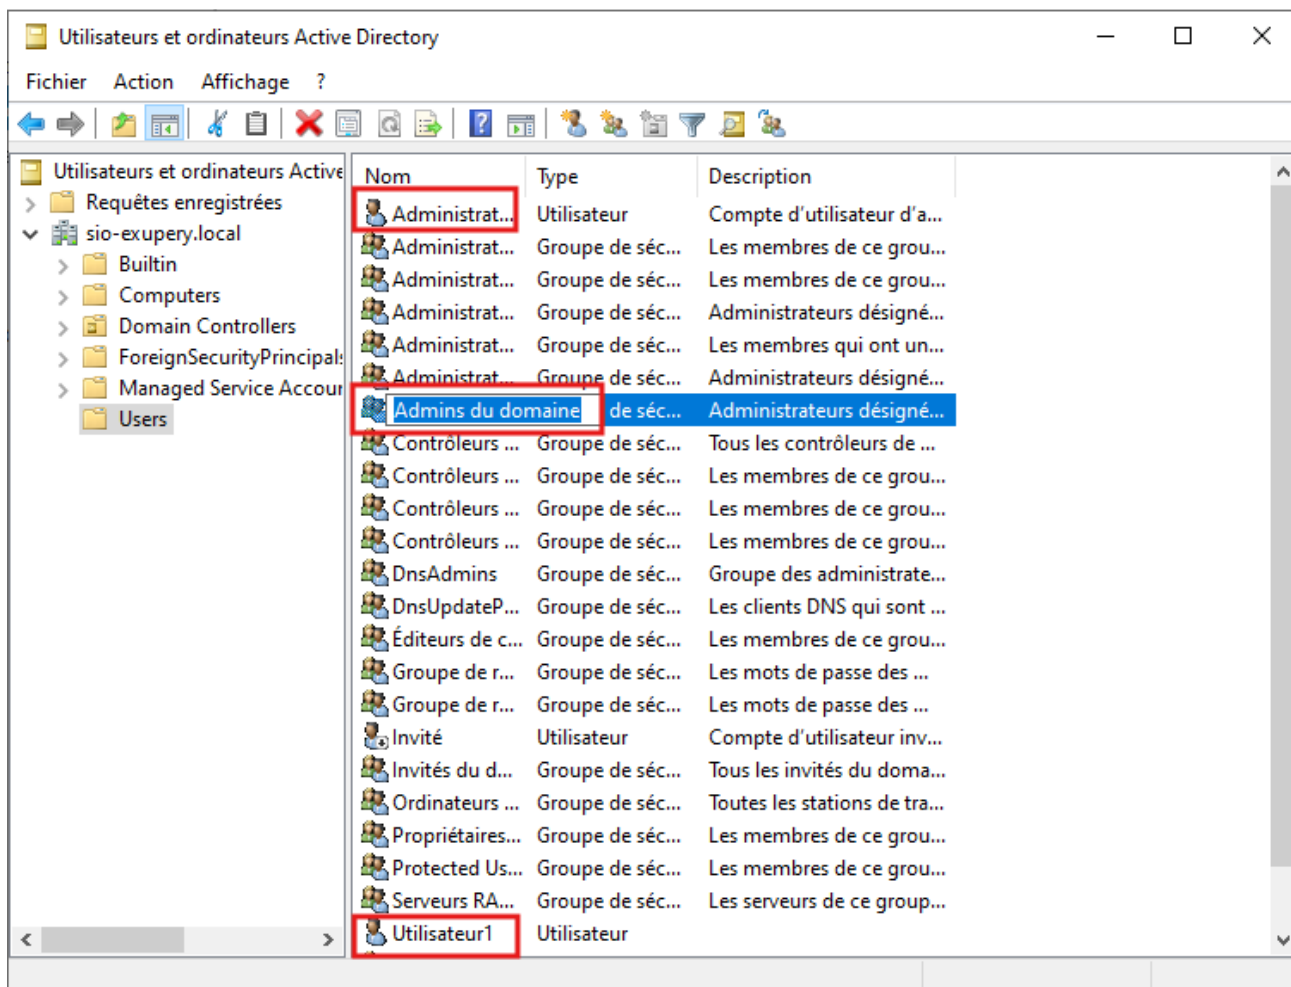 Utilisateurs et ordinateurs Active Directory
Fichier Action Affichage ?
Utilisateurs et ordinateurs Active
Requêtes enregistrées
sio-exupery.local
Builtin
Computers
Domain Controllers
ForeignSecurityPrincipals
Managed Service Accour
Users
Nom Type Description
Administrat... Utilisateur Compte d'utilisateur d'a...
Administrat... Groupe de séc... Les membres de ce grou...
Administrat... Groupe de séc... Les membres de ce grou...
Administrat... Groupe de séc... Administrateurs désigné...
Administrat... Groupe de séc... Les membres qui ont un...
Administrat... Groupe de séc... Administrateurs désigné...
Admins du domaine de séc... Administrateurs désigné...
Contrôleurs ... Groupe de séc... Tous les contrôleurs de ...
Contrôleurs ... Groupe de séc... Les membres de ce grou...
Contrôleurs ... Groupe de séc... Les membres de ce grou...
Contrôleurs ... Groupe de séc... Les membres de ce grou...
DnsAdmins Groupe de séc... Groupe des administrate...
DnsUpdateP... Groupe de séc... Les clients DNS qui sont ...
Éditeurs de c... Groupe de séc... Les membres de ce grou...
Groupe de r... Groupe de séc... Les mots de passe des ...
Groupe de r... Groupe de séc... Les mots de passe des ...
Invité Utilisateur Compte d'utilisateur inv...
Invités du d... Groupe de séc... Tous les invités du doma...
Ordinateurs ... Groupe de séc... Toutes les stations de tra...
Propriétaires... Groupe de séc... Les membres de ce grou...
Protected Us... Groupe de séc... Les membres de ce grou...
Serveurs RA... Groupe de séc... Les serveurs de ce group...
Utilisateur1 Utilisateur